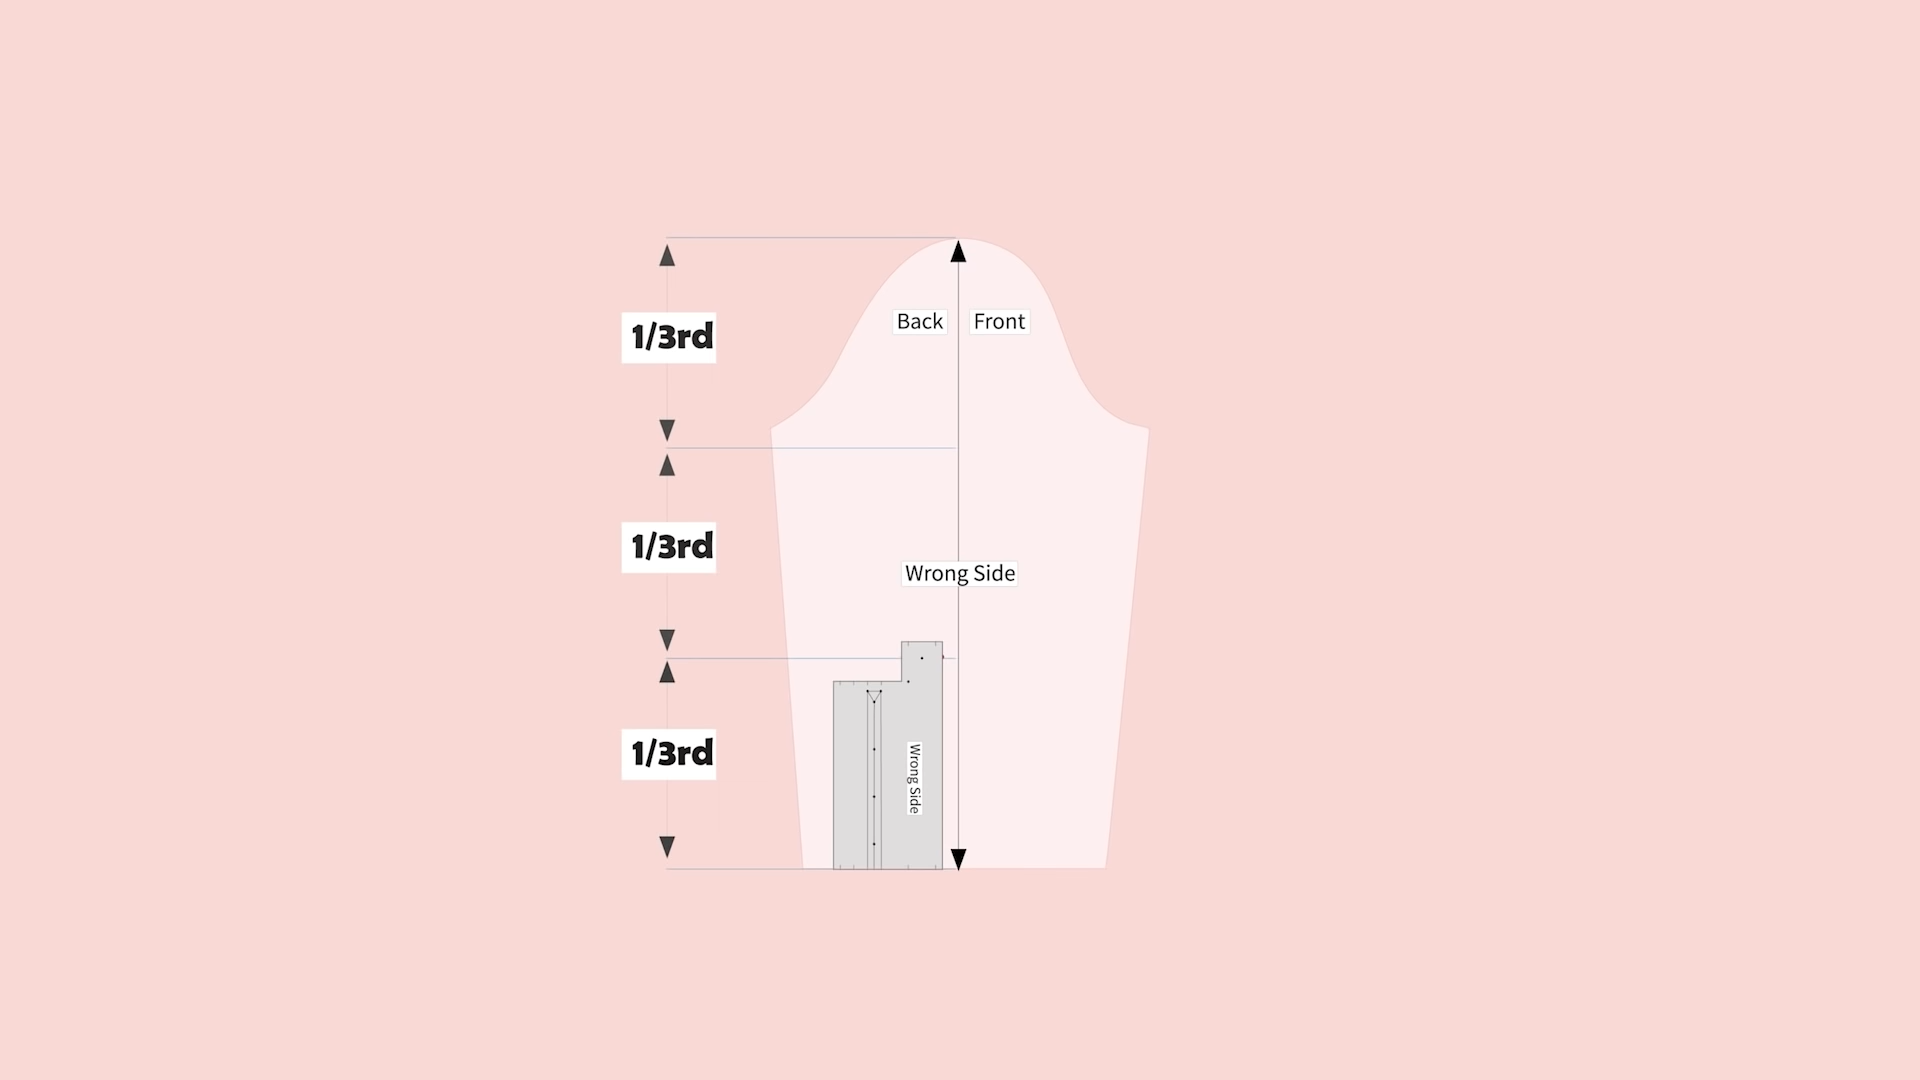 1/3rd
Back
Front
1/3rd
Wrong Side
1/3rd
Wrong Side